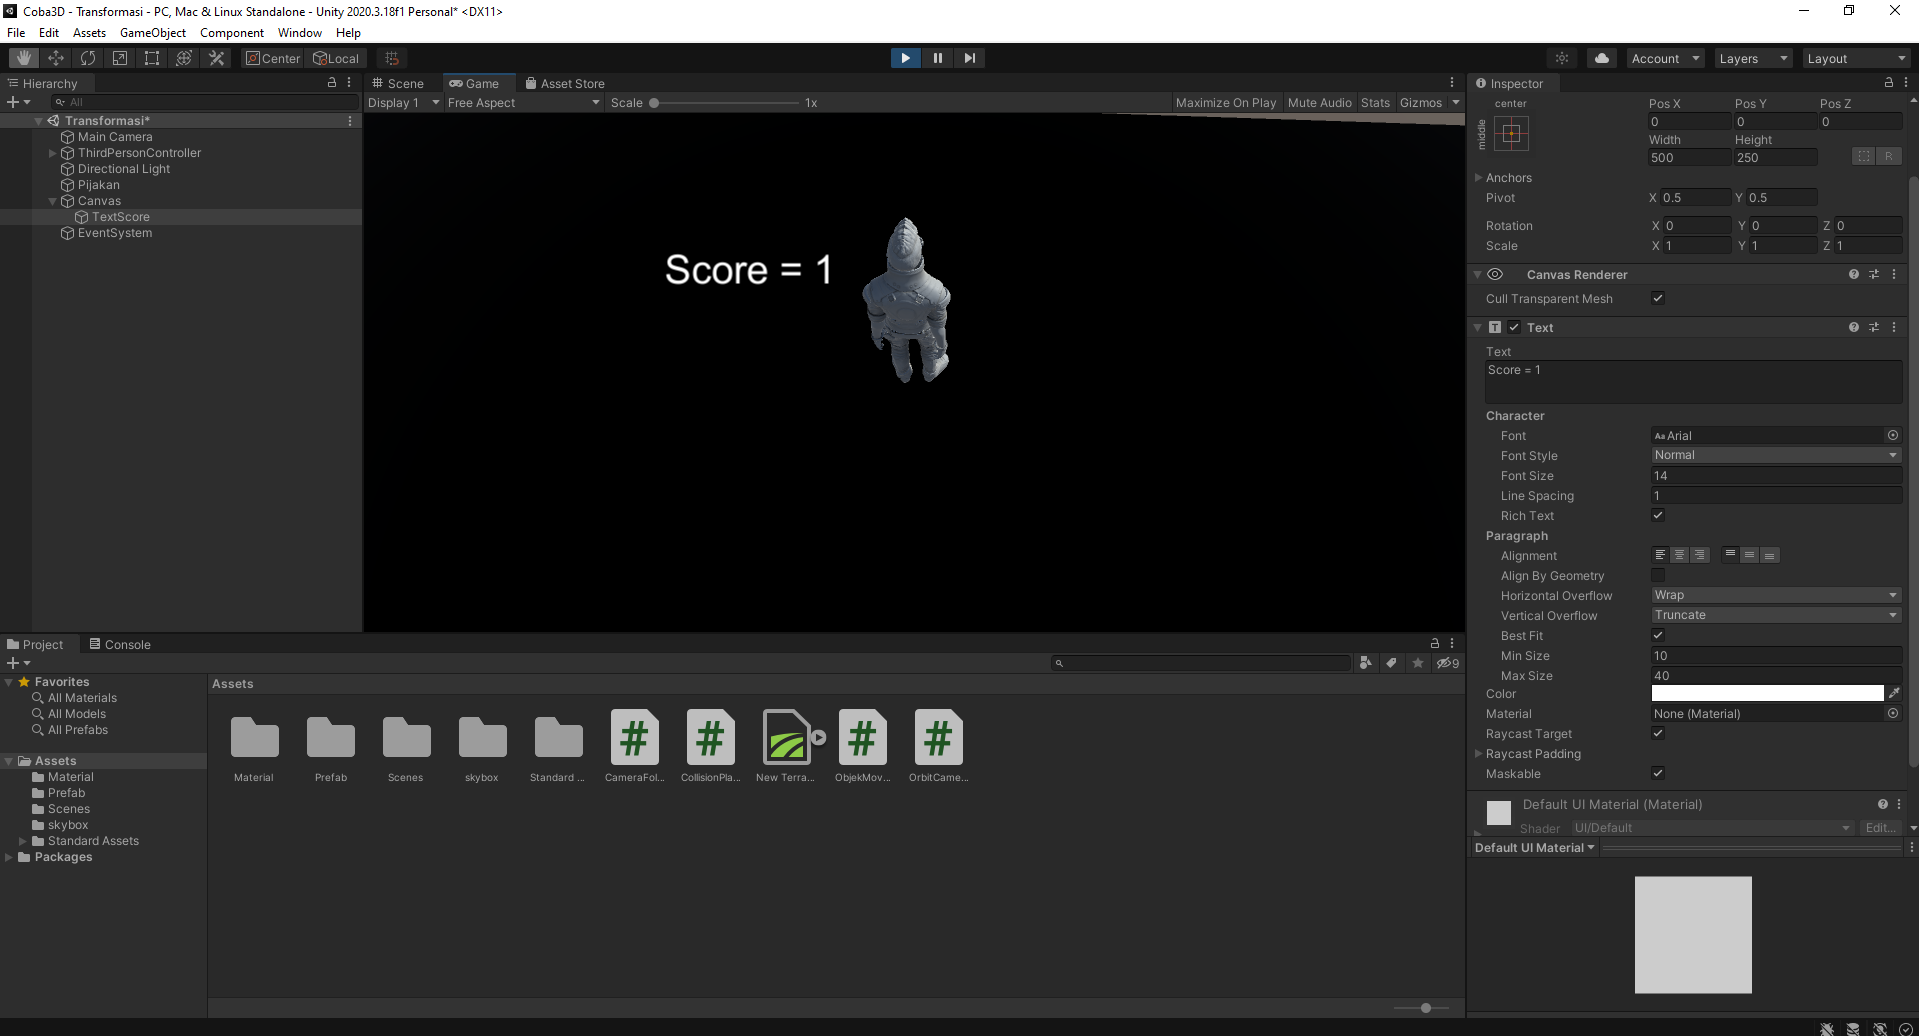 Coba3D - Transformasi - PC, Mac & Linux Standalone - Unity 2020.3.18f1 Personal* <DX11>
File Edit Assets GameObject Component Window Help
Center Local Account Layers Layout
Hierarchy
All
Transformasi*
Main Camera
ThirdPersonController
Directional Light
Pijakan
Canvas
TextScore
EventSystem
Scene Game Asset Store
Display 1 Free Aspect Scale 1x Maximize On Play Mute Audio Stats Gizmos
Score = 1
Inspector
center
middle
Pos X Pos Y Pos Z
0 0 0
Width Height
500 250 R
Anchors
Pivot X 0.5 Y 0.5
Rotation X 0 Y 0 Z 0
Scale X 1 Y 1 Z 1
Canvas Renderer
Cull Transparent Mesh
T Text
Text
Score = 1
Character
Font Aa Arial
Font Style Normal
Font Size 14
Line Spacing 1
Rich Text
Paragraph
Alignment
Align By Geometry
Horizontal Overflow Wrap
Vertical Overflow Truncate
Best Fit
Min Size 10
Max Size 40
Color
Material None (Material)
Raycast Target
Raycast Padding
Maskable
Default UI Material (Material)
Shader UI/Default Edit...
Default UI Material
Project Console
9
Favorites
All Materials
All Models
All Prefabs
Assets
Material
Prefab
Scenes
skybox
Standard Assets
Packages
Assets
Material Prefab Scenes skybox Standard ... CameraFol... CollisionPla... New Terra... ObjekMov... OrbitCame...